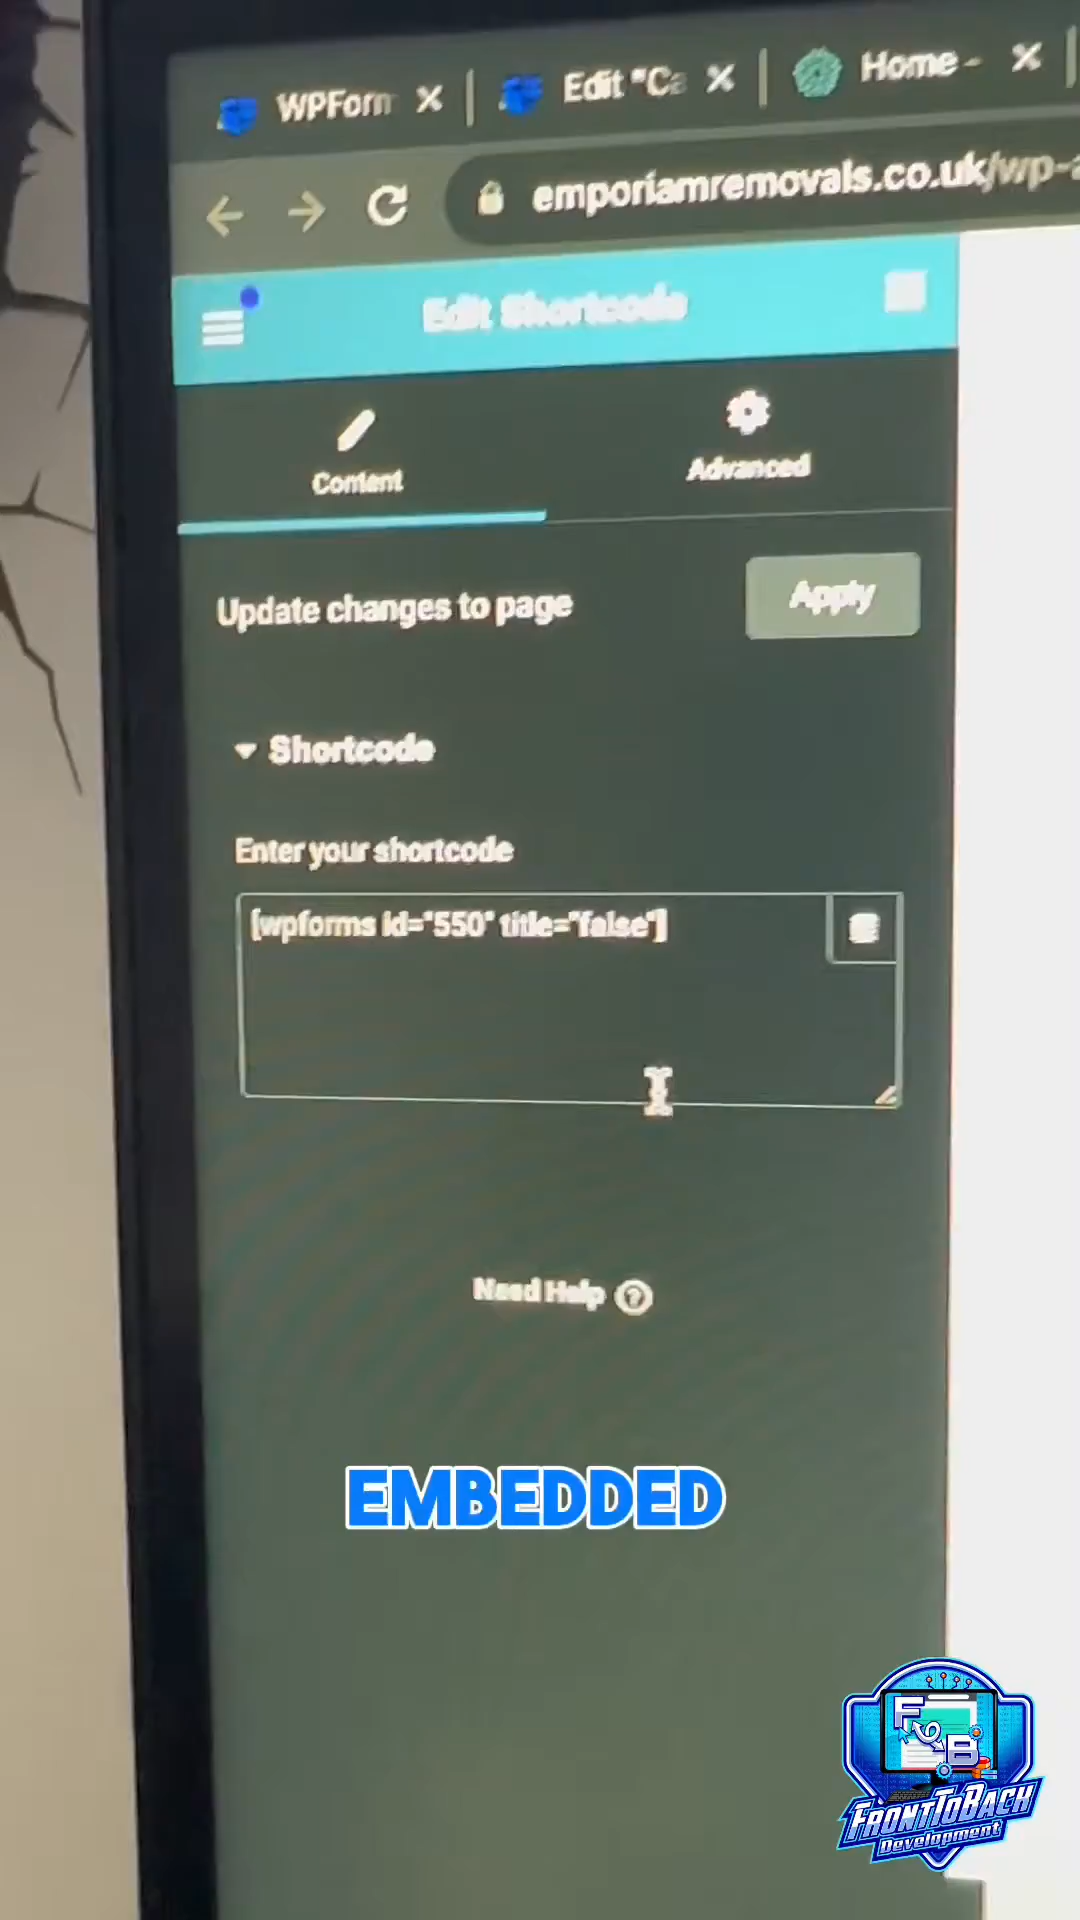 WPForm
Edit "Ca
Home -
emporiamremovals.co.uk/wp-a
Edit Shortcode
Content
Advanced
Update changes to page
Apply
Shortcode
Enter your shortcode
[wpforms id="550" title="false"]
Need Help
EMBEDDED
F B
FRONTTOBACK
Development